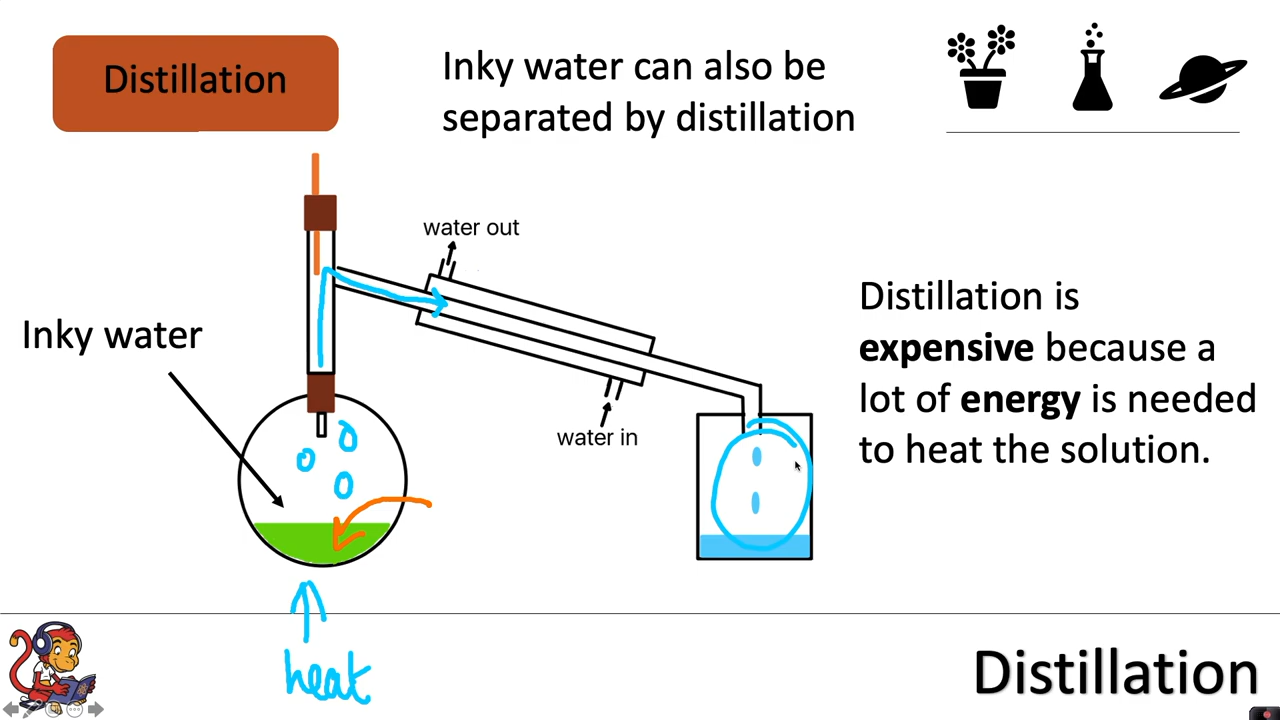 Distillation
Inky water can also be
separated by distillation
water out
Inky water
water in
Distillation is
expensive because a
lot of energy is needed
to heat the solution.
heat
Distillation